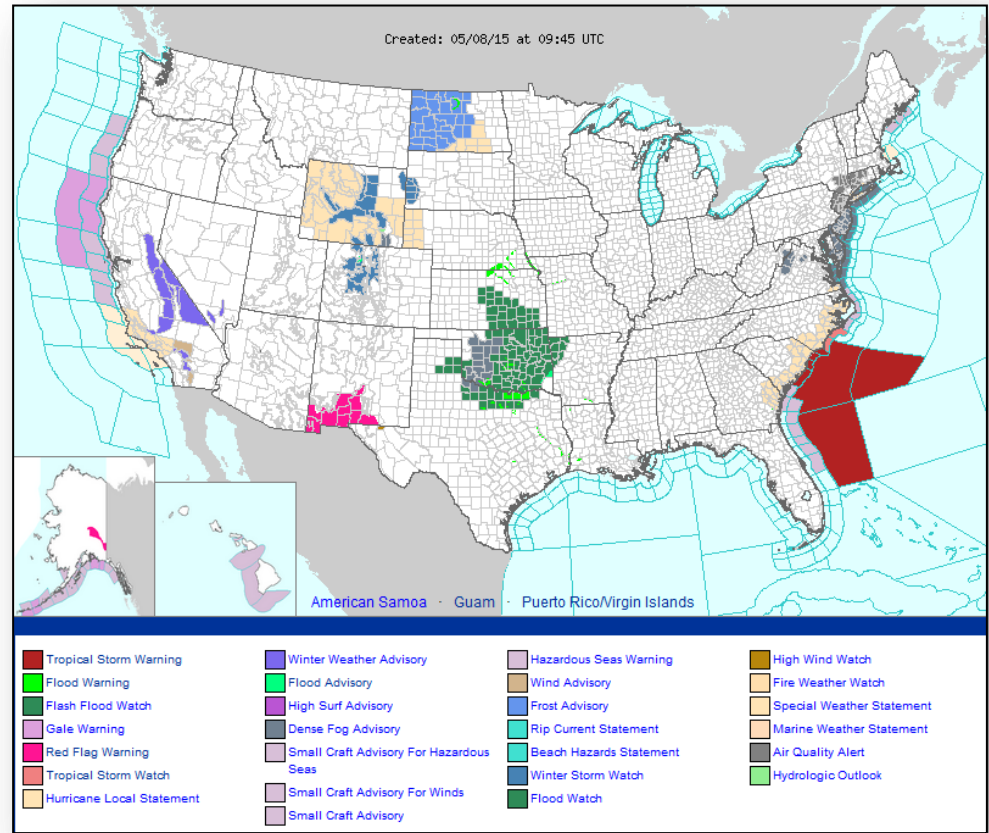 Created: 05/08/15 at 09:45 UTC
American Samoa · Guam · Puerto Rico/Virgin Islands
Tropical Storm Warning
Flood Warning
Flash Flood Watch
Gale Warning
Red Flag Warning
Tropical Storm Watch
Hurricane Local Statement
Winter Weather Advisory
Flood Advisory
High Surf Advisory
Dense Fog Advisory
Small Craft Advisory For Hazardous
Seas
Small Craft Advisory For Winds
Small Craft Advisory
Hazardous Seas Warning
Wind Advisory
Frost Advisory
Rip Current Statement
Beach Hazards Statement
Winter Storm Watch
Flood Watch
High Wind Watch
Fire Weather Watch
Special Weather Statement
Marine Weather Statement
Air Quality Alert
Hydrologic Outlook